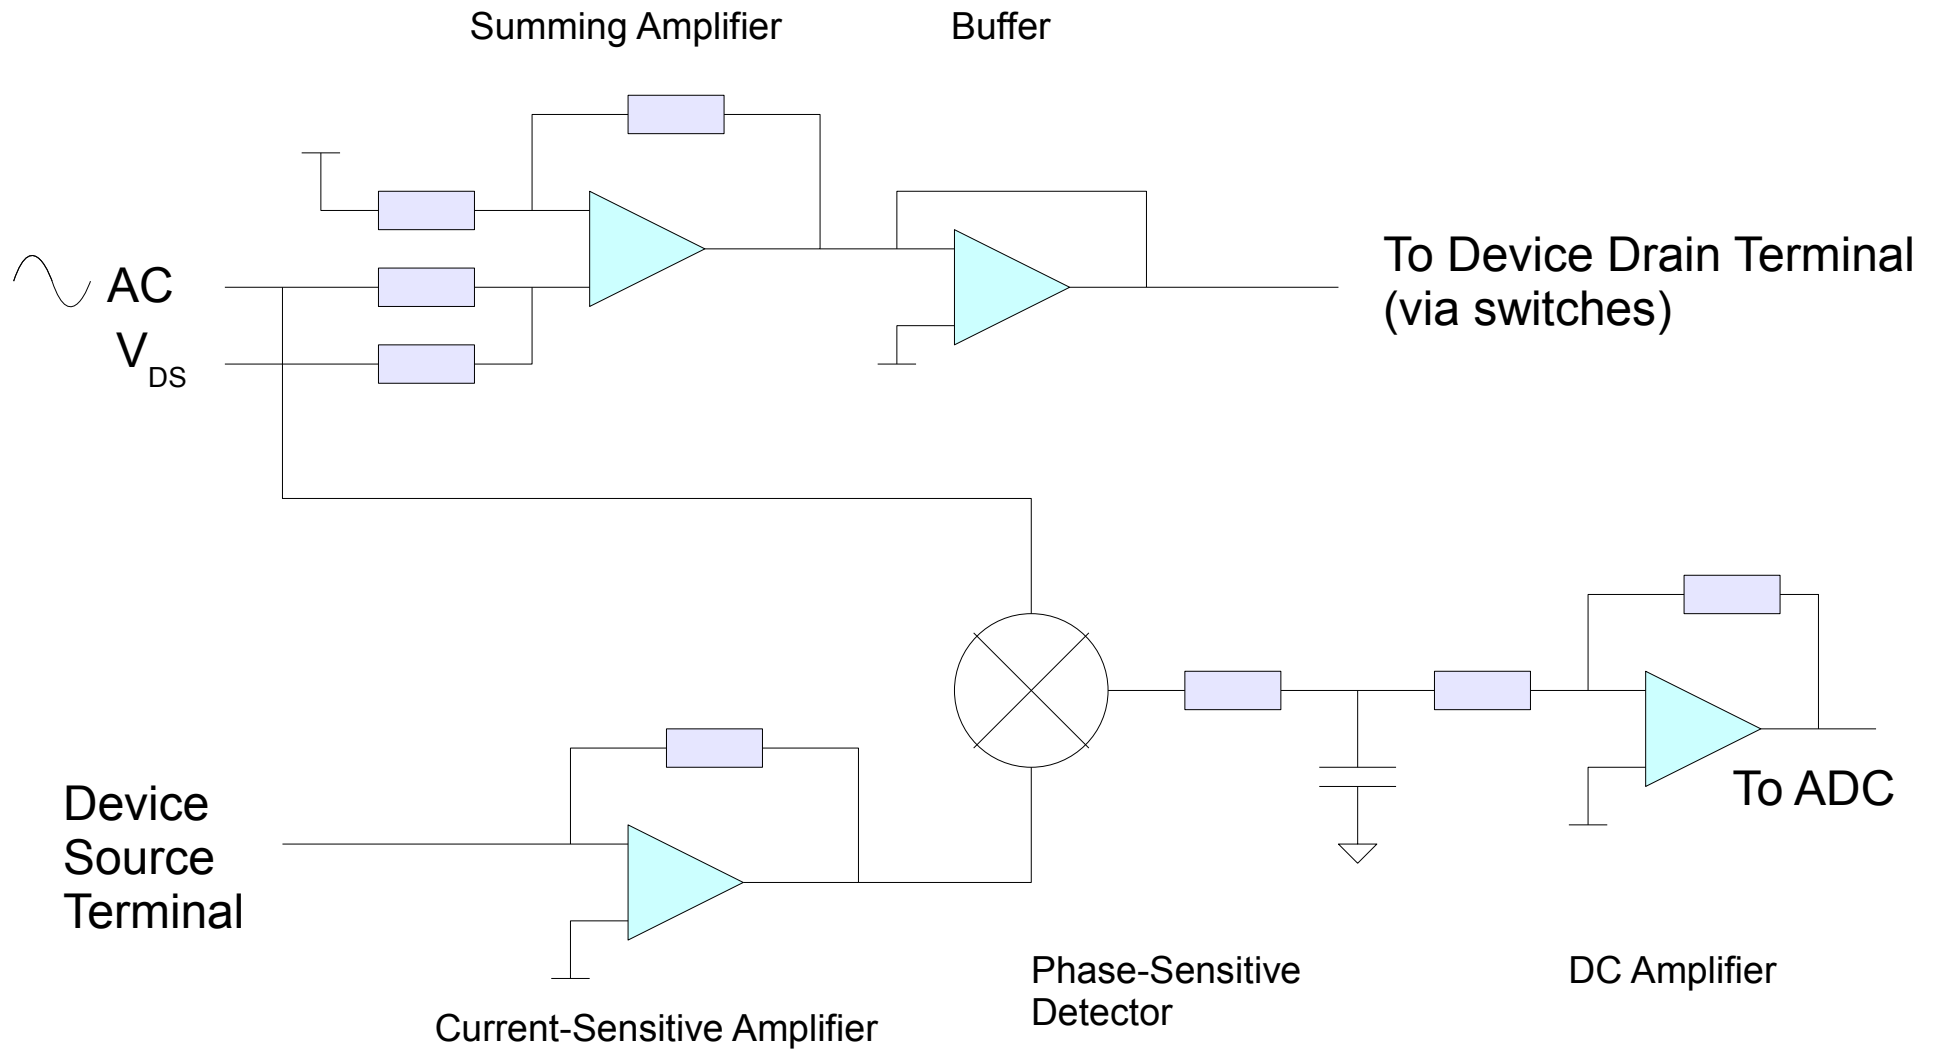 Summing Amplifier
Buffer
AC
V DS
To Device Drain Terminal
(via switches)
Device
Source
Terminal
To ADC
Current-Sensitive Amplifier
Phase-Sensitive
Detector
DC Amplifier